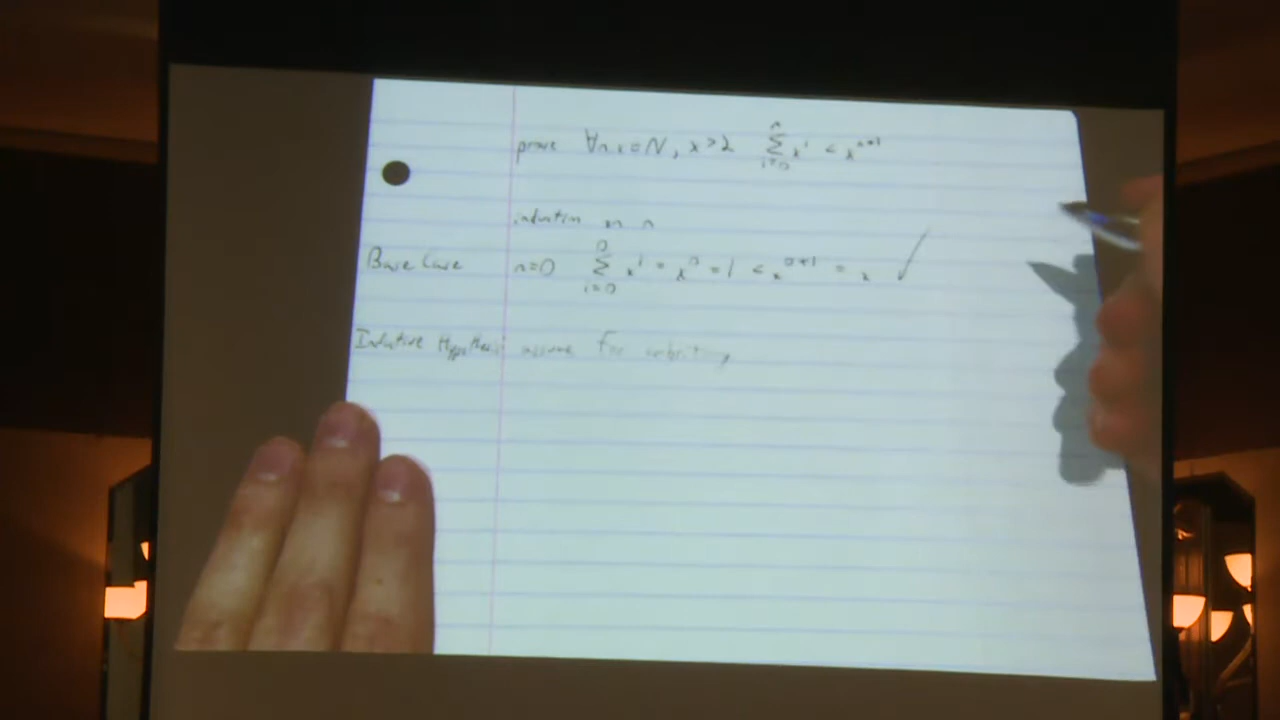 prove ∀n x = N, x > 2 ∑_{i=0}^{n} x^i < x^{n+1}
induction on n
Base Case n=0 ∑_{i=0}^{0} x^i = x^0 = 1 < x^{0+1} = x ✓
Inductive Hypothesis assume for arbitrary